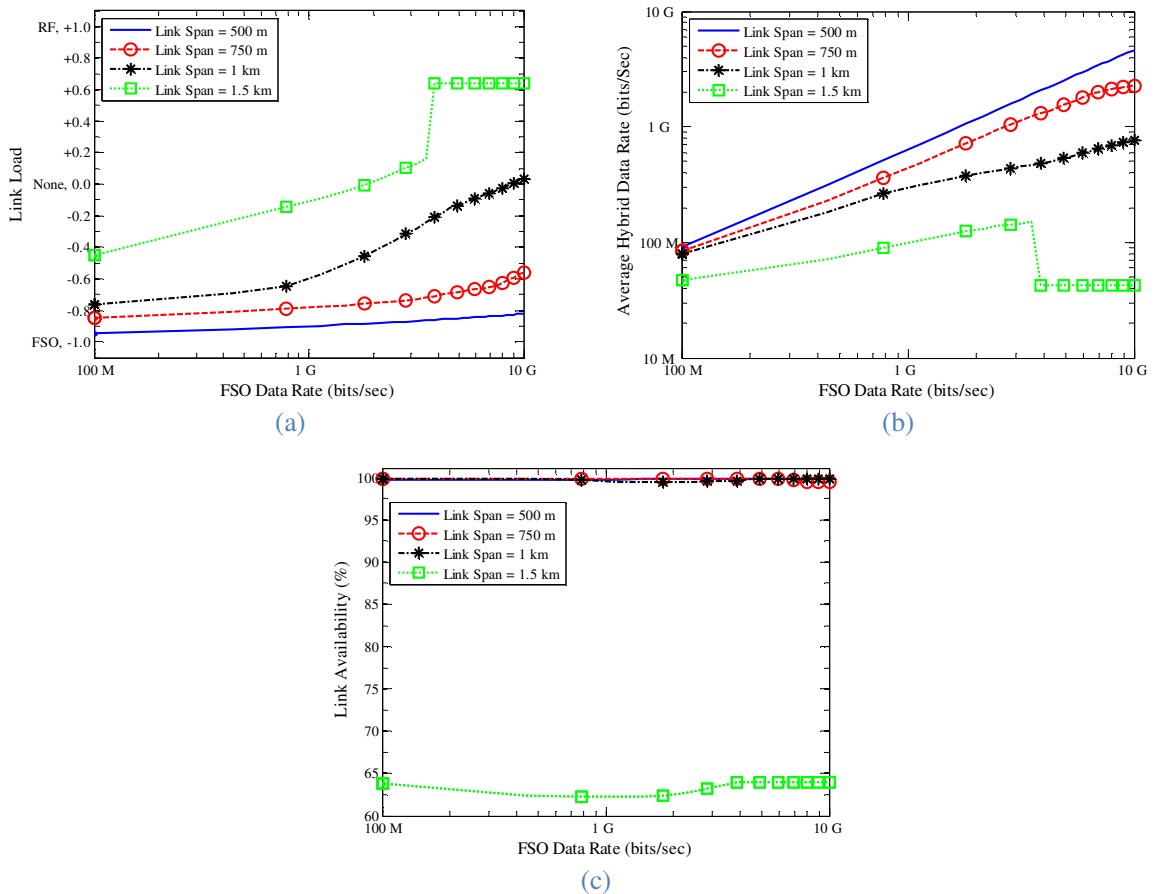 RF, +1.0
+0.8
+0.6
+0.4
+0.2
None, 0.0
-0.2
-0.4
-0.6
-0.8
FSO, -1.0
Link Load
Link Span = 500 m
Link Span = 750 m
Link Span = 1 km
Link Span = 1.5 km
100 M
1 G
10 G
FSO Data Rate (bits/sec)
(a)
10 G
1 G
100 M
10 M
Average Hybrid Data Rate (bits/Sec)
Link Span = 500 m
Link Span = 750 m
Link Span = 1 km
Link Span = 1.5 km
100 M
1 G
10 G
FSO Data Rate (bits/sec)
(b)
100
95
90
85
80
75
70
65
60
Link Availability (%)
Link Span = 500 m
Link Span = 750 m
Link Span = 1 km
Link Span = 1.5 km
100 M
1 G
10 G
FSO Data Rate (bits/sec)
(c)